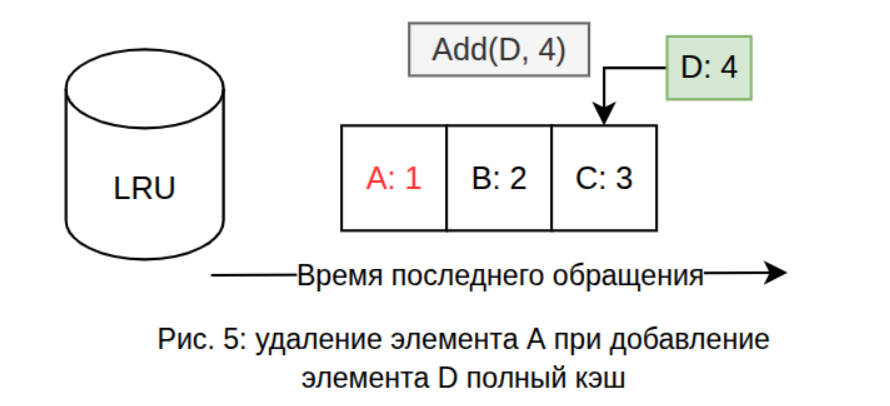 Add(D, 4)
D: 4
LRU
A: 1
B: 2
C: 3
Время последнего обращения
Рис. 5: удаление элемента А при добавление
элемента D полный кэш